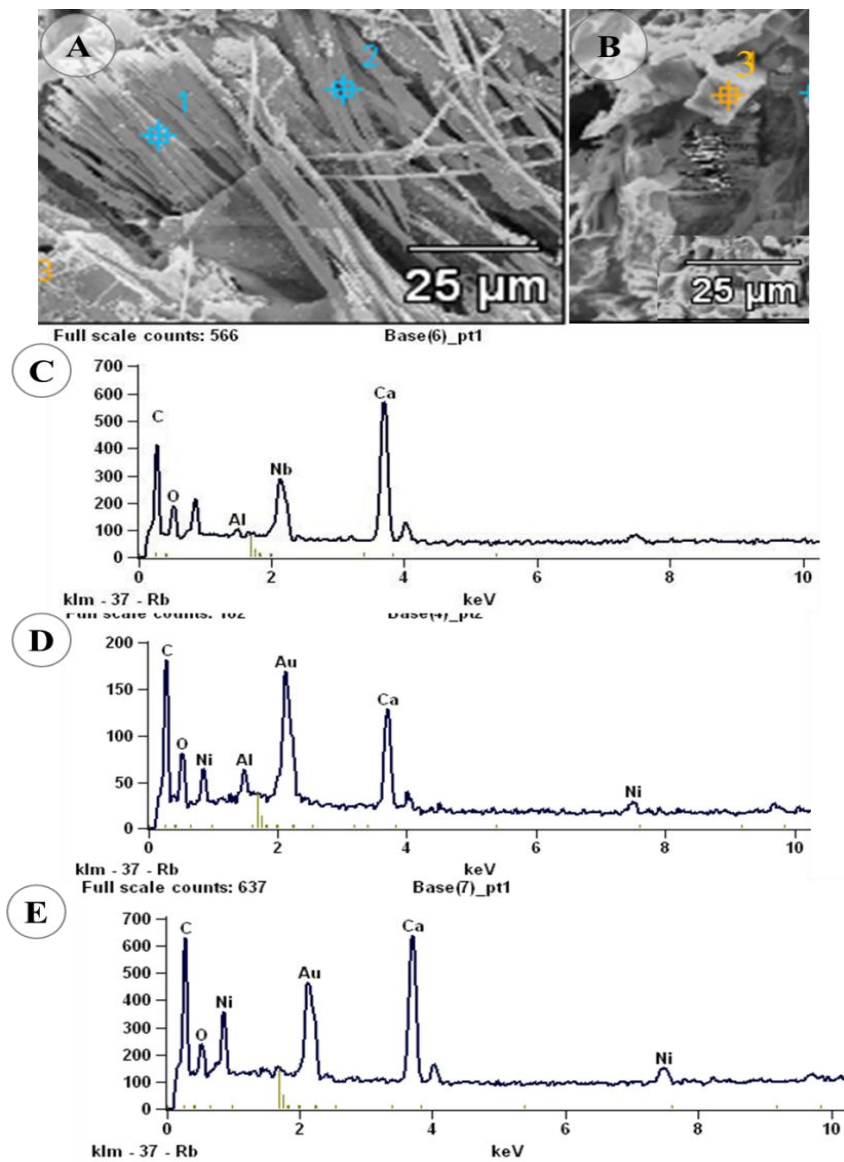 A
1
2
3
25 µm
B
3
25 µm
Full scale counts: 566 Base(6)_pt1
C
700
600
500
400
300
200
100
0
C
O
Al
Nb
Ca
0 2 4 6 8 10
klm - 37 - Rb keV
Full scale counts: 182 Base(4)_pt2
D
200
150
100
50
0
C
O
Ni
Al
Au
Ca
Ni
0 2 4 6 8 10
klm - 37 - Rb keV
Full scale counts: 637 Base(7)_pt1
E
700
600
500
400
300
200
100
0
C
O
Ni
Au
Ca
Ni
0 2 4 6 8 10
klm - 37 - Rb keV